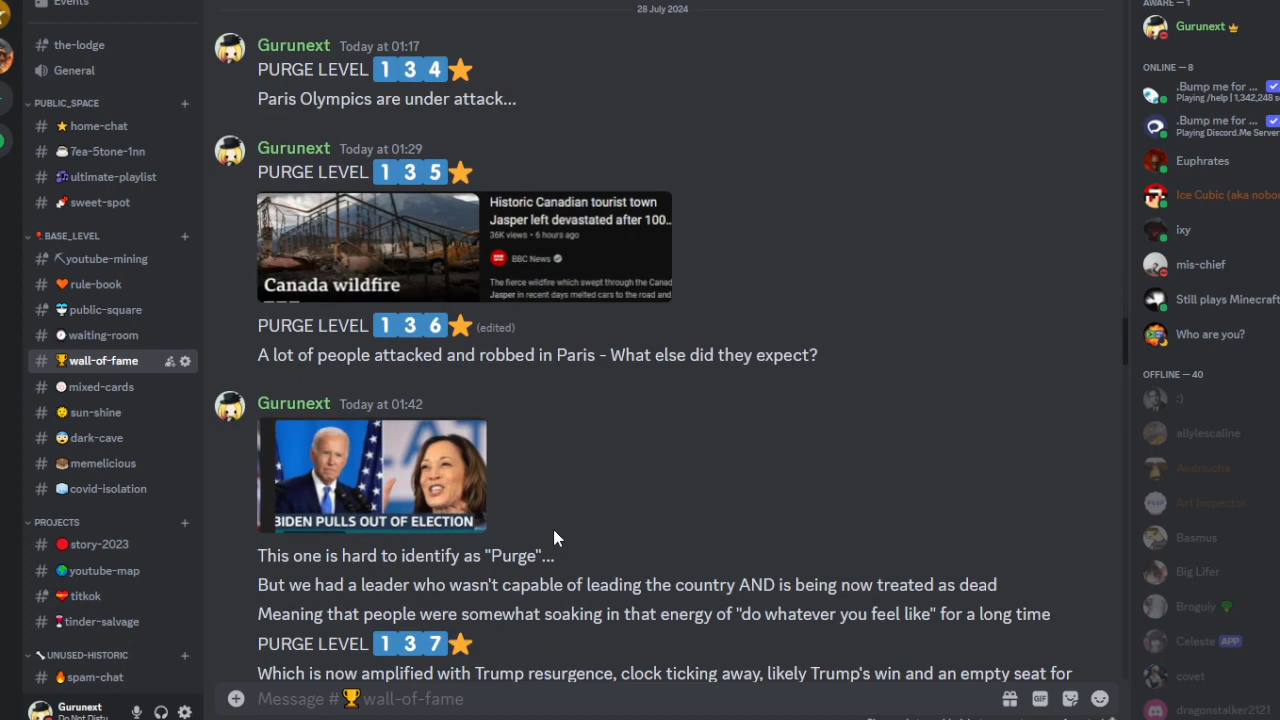 Events
the-lodge
General
PUBLIC_SPACE
home-chat
7ea-5tone-1nn
ultimate-playlist
sweet-spot
BASE_LEVEL
youtube-mining
rule-book
public-square
waiting-room
wall-of-fame
mixed-cards
sun-shine
dark-cave
memelicious
covid-isolation
PROJECTS
story-2023
youtube-map
titkok
tinder-salvage
UNUSED-HISTORIC
spam-chat
Gurunext
Do Not Distu
28 July 2024
Gurunext Today at 01:17
PURGE LEVEL 1 3 4
Paris Olympics are under attack...
Gurunext Today at 01:29
PURGE LEVEL 1 3 5
Canada wildfire
Historic Canadian tourist town
Jasper left devastated after 100...
36K views • 6 hours ago
BBC News
The fierce wildfire which swept through the Canad
Jasper in recent days melted cars to the road and
PURGE LEVEL 1 3 6 (edited)
A lot of people attacked and robbed in Paris - What else did they expect?
Gurunext Today at 01:42
BIDEN PULLS OUT OF ELECTION
This one is hard to identify as "Purge"...
But we had a leader who wasn't capable of leading the country AND is being now treated as dead
Meaning that people were somewhat soaking in that energy of "do whatever you feel like" for a long time
PURGE LEVEL 1 3 7
Which is now amplified with Trump resurgence, clock ticking away, likely Trump's win and an empty seat for
Message # wall-of-fame
GIF
AWARE — 1
Gurunext
ONLINE — 8
.Bump me for ...
Playing /help | 1,342,248 s
.Bump me for ...
Playing Discord.Me Server
Euphrates
Ice Cubic (aka nobo
ixy
mis-chief
Still plays Minecraft
Who are you?
OFFLINE — 40
:)
allylescaline
Andriucha
Art Inspector
Basmus
Big Lifer
Broguiy
Celeste APP
covet
dragonstalker2121